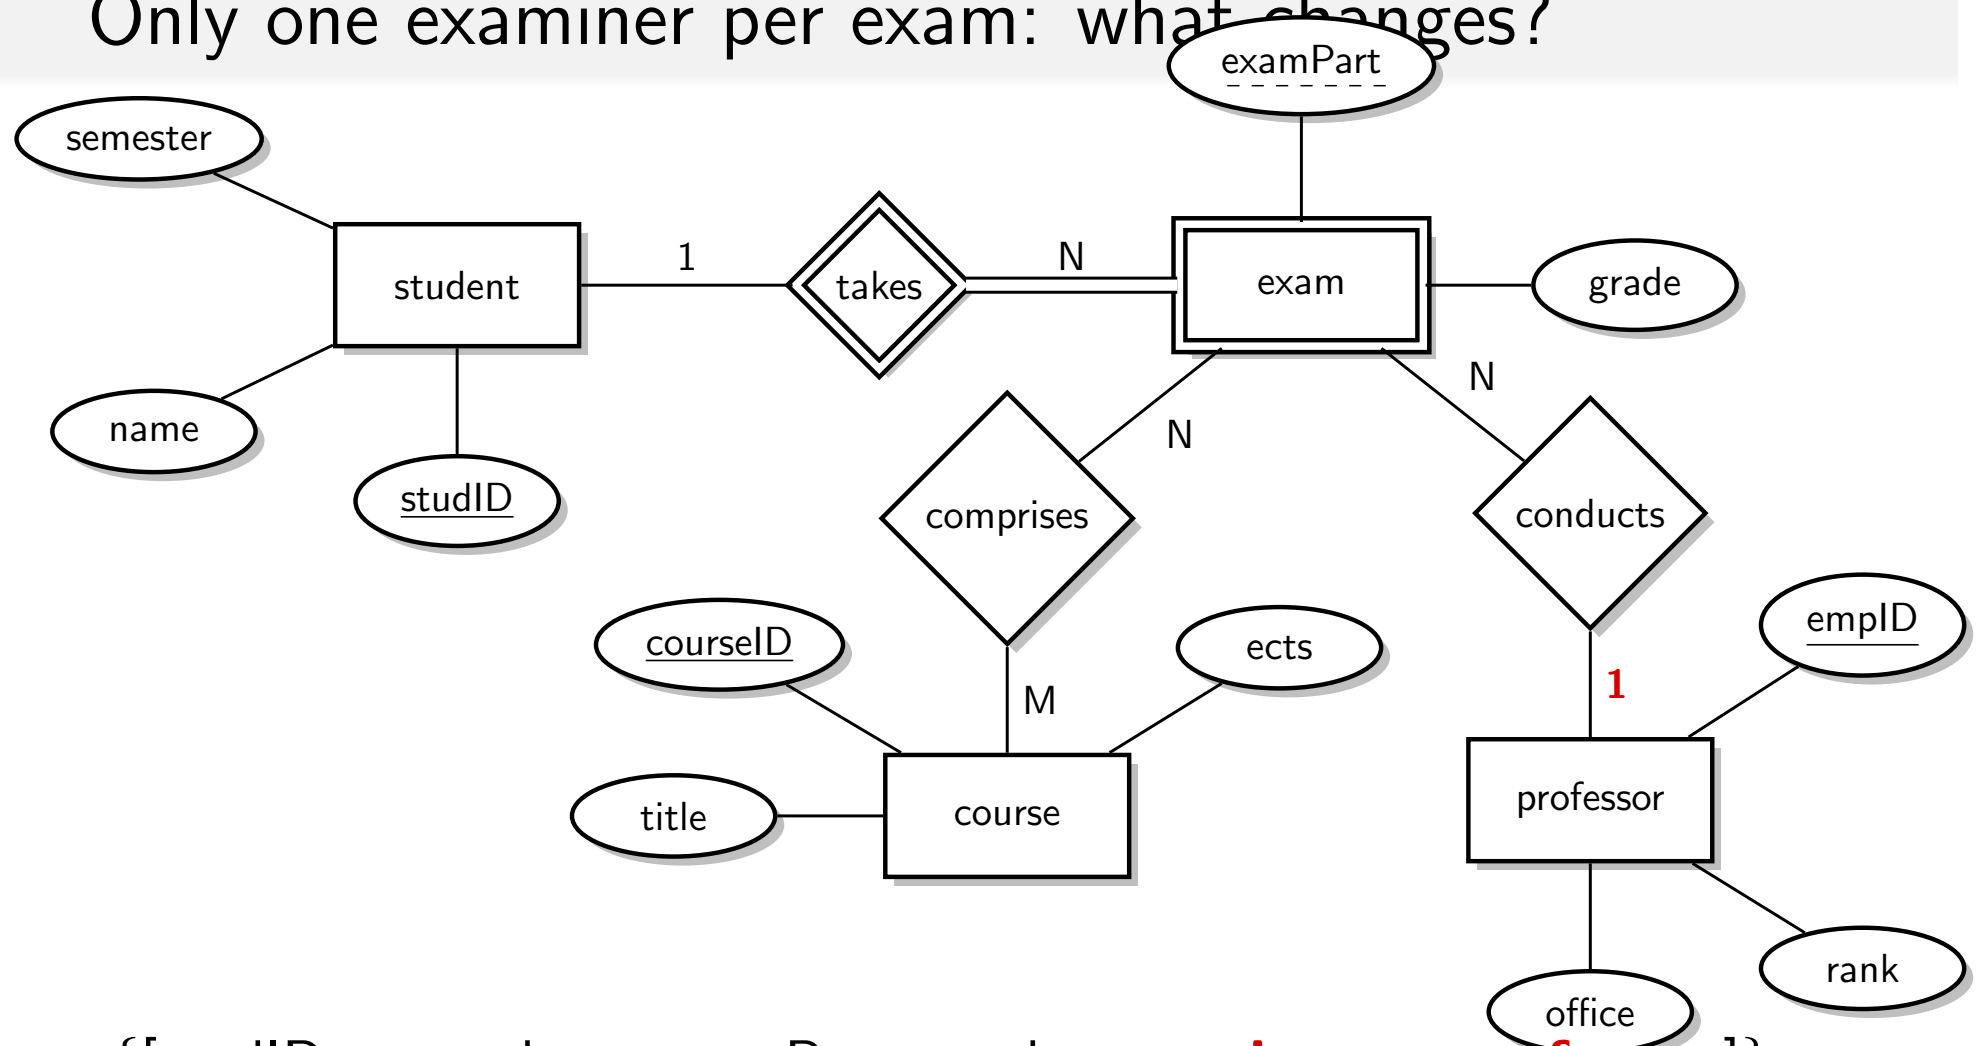 Only one examiner per exam: what changes?
examPart
semester
1
N
student
takes
exam
grade
N
name
N
studID
comprises
conducts
courseID
ects
empID
M
1
title
course
professor
rank
office